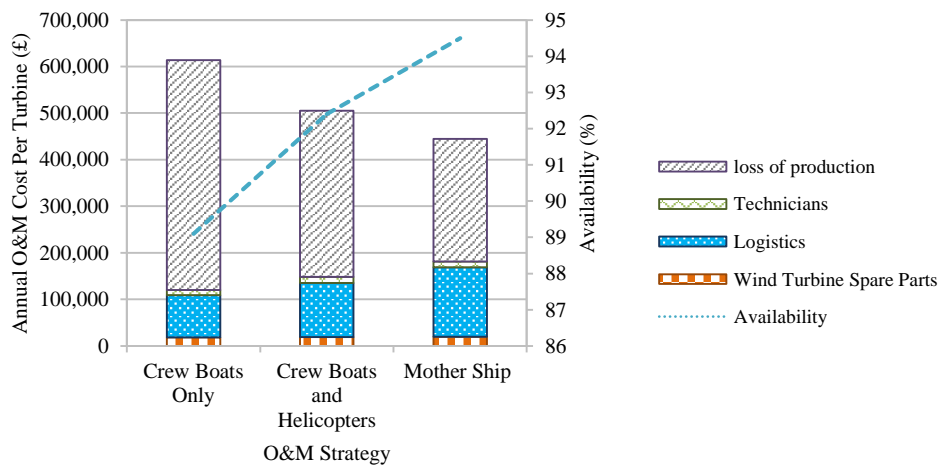 Annual O&M Cost Per Turbine (£)
700,000
600,000
500,000
400,000
300,000
200,000
100,000
0
95
94
93
92
91
90
89
88
87
86
Availability (%)
Crew Boats
Only
Crew Boats
and
Helicopters
Mother Ship
O&M Strategy
loss of production
Technicians
Logistics
Wind Turbine Spare Parts
Availability